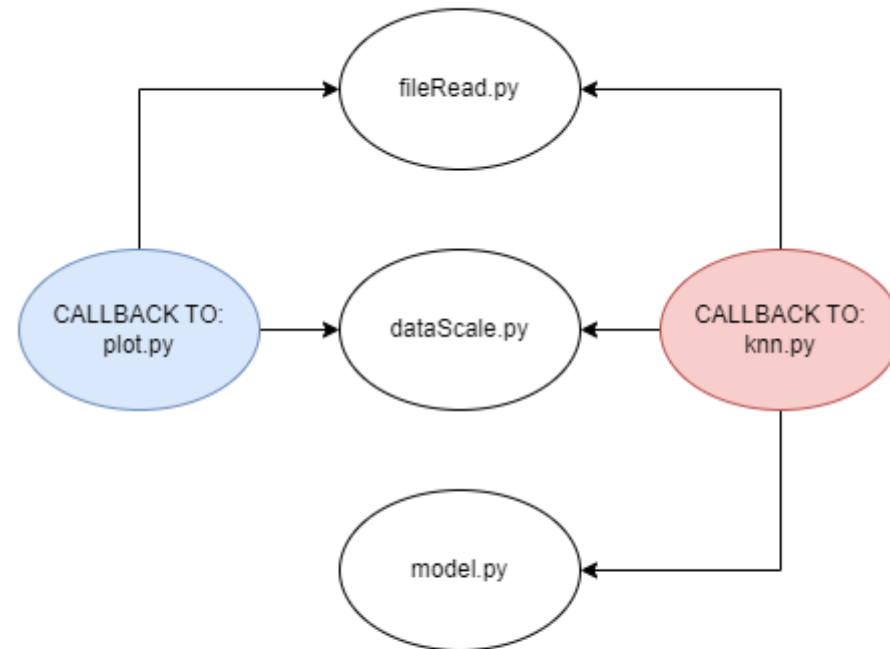 fileRead.py
CALLBACK TO:
plot.py
dataScale.py
CALLBACK TO:
knn.py
model.py